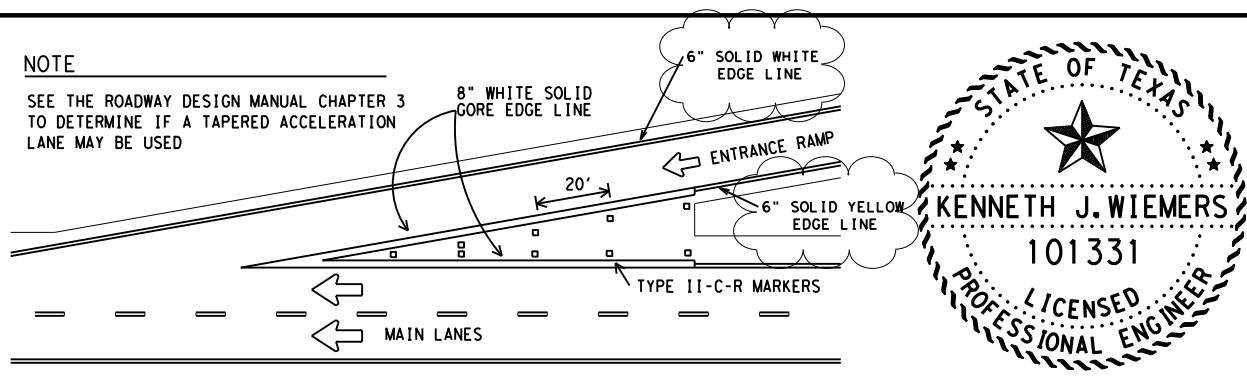 NOTE
SEE THE ROADWAY DESIGN MANUAL CHAPTER 3
TO DETERMINE IF A TAPERED ACCELERATION
LANE MAY BE USED
8" WHITE SOLID
GORE EDGE LINE
6" SOLID WHITE
EDGE LINE
ENTRANCE RAMP
20'
6" SOLID YELLOW
EDGE LINE
TYPE II-C-R MARKERS
MAIN LANES
STATE OF TEXAS
KENNETH J. WIEMERS
101331
LICENSED
PROFESSIONAL ENGINEER